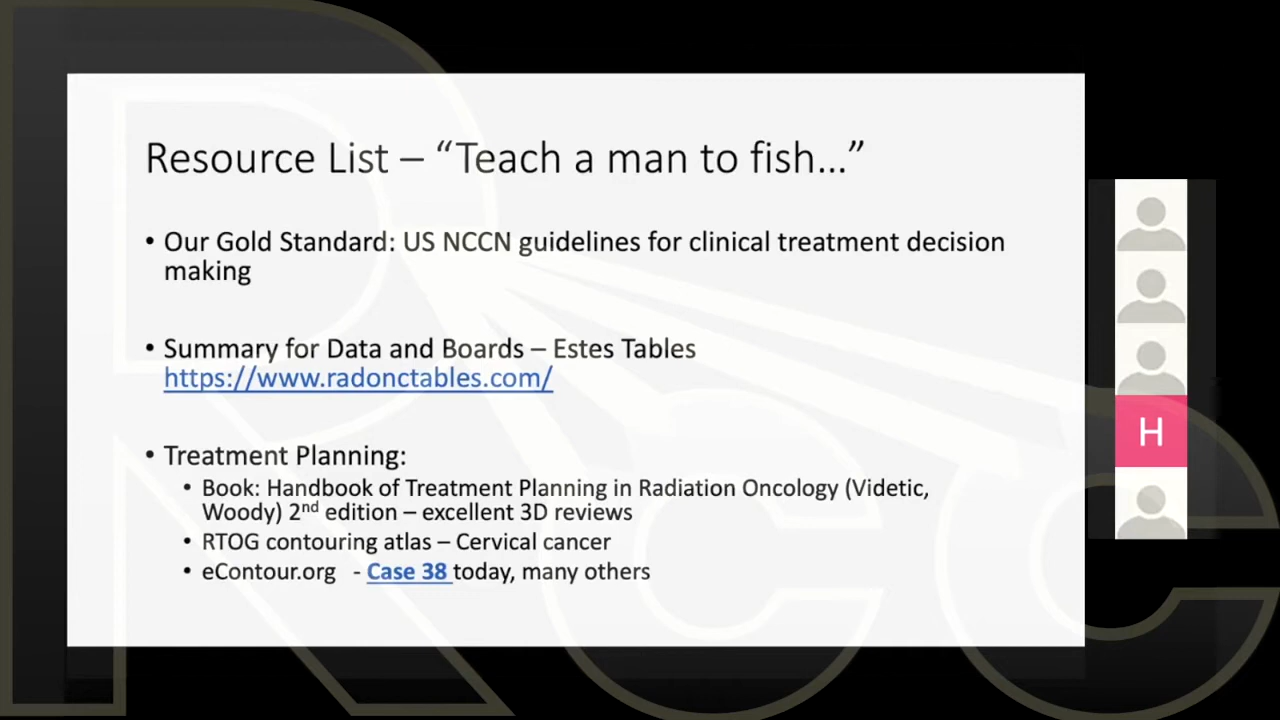 Resource List – “Teach a man to fish…”
• Our Gold Standard: US NCCN guidelines for clinical treatment decision
making
• Summary for Data and Boards – Estes Tables
https://www.radonctables.com/
• Treatment Planning:
• Book: Handbook of Treatment Planning in Radiation Oncology (Videtic,
Woody) 2nd edition – excellent 3D reviews
• RTOG contouring atlas – Cervical cancer
• eContour.org - Case 38 today, many others
H
RCC